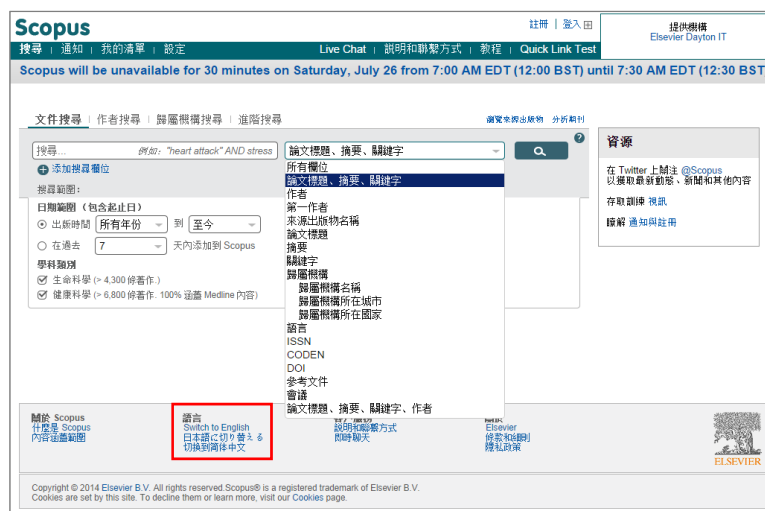 Scopus
註冊 | 登入
提供機構
Elsevier Dayton IT
搜尋 | 通知 | 我的清單 | 設定
Live Chat | 說明和聯繫方式 | 教程 | Quick Link Test
Scopus will be unavailable for 30 minutes on Saturday, July 26 from 7:00 AM EDT (12:00 BST) until 7:30 AM EDT (12:30 BST
文件搜尋 | 作者搜尋 | 歸屬機構搜尋 | 進階搜尋
瀏覽來源出版物 分析期刊
搜尋... 例如: "heart attack" AND stress
論文標題、摘要、關鍵字
添加搜尋欄位
搜尋範圍:
日期範圍 (包含起止日)
出版時間 所有年份 到 至今
在過去 7 天內添加到 Scopus
學科類別
生命科學 (> 4,300 條著作.)
健康科學 (> 6,800 條著作. 100% 涵蓋 Medline 內容)
所有欄位
論文標題、摘要、關鍵字
作者
第一作者
來源出版物名稱
論文標題
摘要
關鍵字
歸屬機構
歸屬機構名稱
歸屬機構所在城市
歸屬機構所在國家
語言
ISSN
CODEN
DOI
參考文件
會議
論文標題、摘要、關鍵字、作者
?
資源
在 Twitter 上關注 @Scopus
以獲取最新動態、新聞和其他內容
存取訓練 視訊
瞭解 通知與註冊
關於 Scopus
什麼是 Scopus
內容涵蓋範圍
語言
Switch to English
日本語に切り替える
切换到简体中文
說明和聯繫方式
即時聊天
Elsevier
條款和細則
隱私政策
ELSEVIER
Copyright © 2014 Elsevier B.V. All rights reserved.Scopus® is a registered trademark of Elsevier B.V.
Cookies are set by this site. To decline them or learn more, visit our Cookies page.